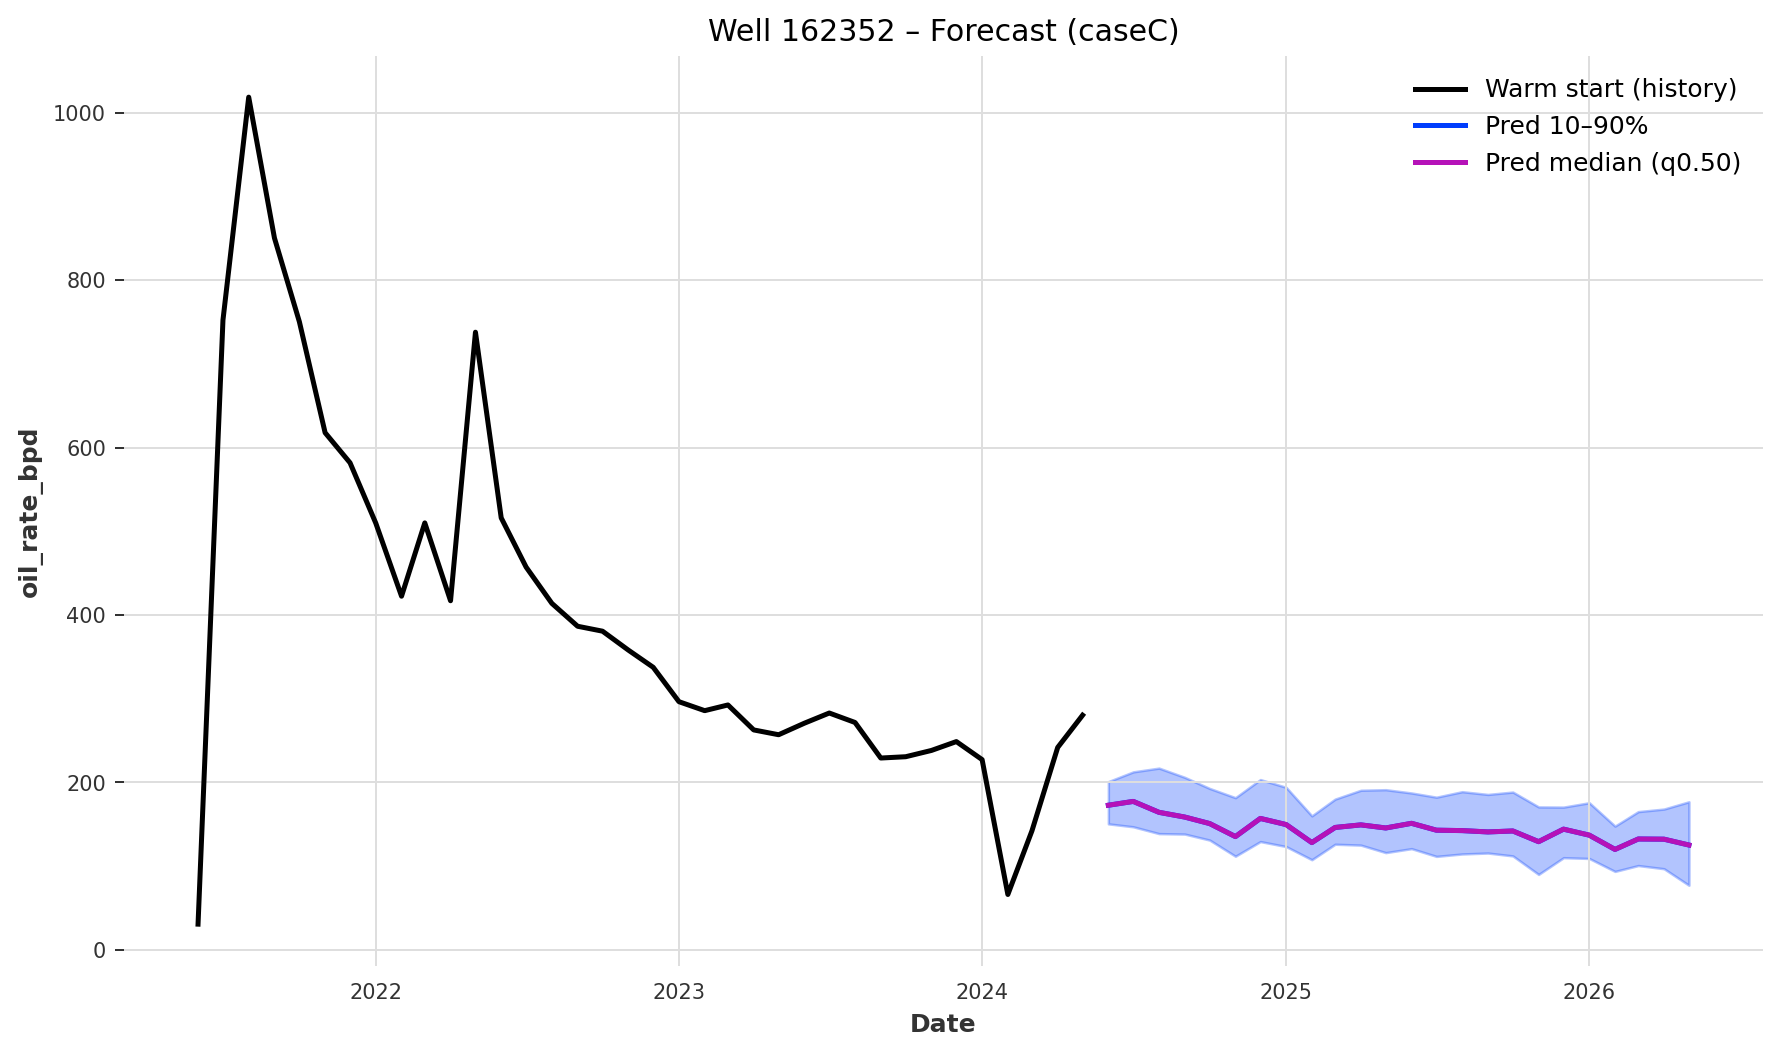 Well 162352 – Forecast (caseC)
Warm start (history)
Pred 10–90%
Pred median (q0.50)
oil_rate_bpd
1000
800
600
400
200
0
2022
2023
2024
2025
2026
Date